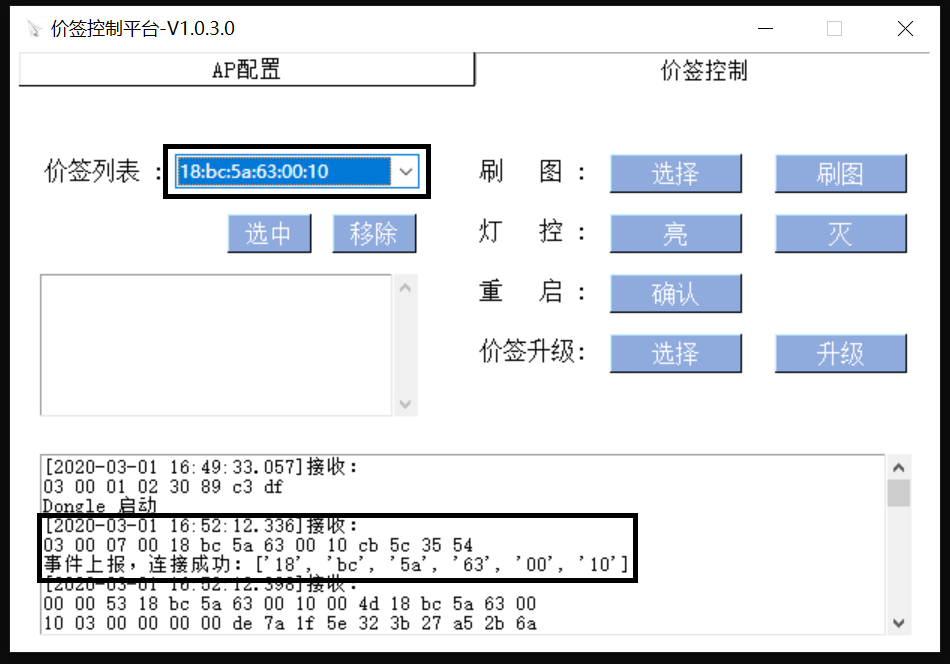 价签控制平台-V1.0.3.0
AP配置
价签控制
价签列表 :
18:bc:5a:63:00:10
选中
移除
刷 图 :
选择
刷图
灯 控 :
亮
灭
重 启 :
确认
价签升级:
选择
升级
[2020-03-01 16:49:33.057]接收:
03 00 01 02 30 89 c3 df
Dongle 启动
[2020-03-01 16:52:12.336]接收:
03 00 07 00 18 bc 5a 63 00 10 cb 5c 35 54
事件上报，连接成功: ['18', 'bc', '5a', '63', '00', '10']
[2020-03-01 16:52:12.398]接收:
00 00 53 18 bc 5a 63 00 10 00 4d 18 bc 5a 63 00
10 03 00 00 00 00 de 7a 1f 5e 32 3b 27 a5 2b 6a